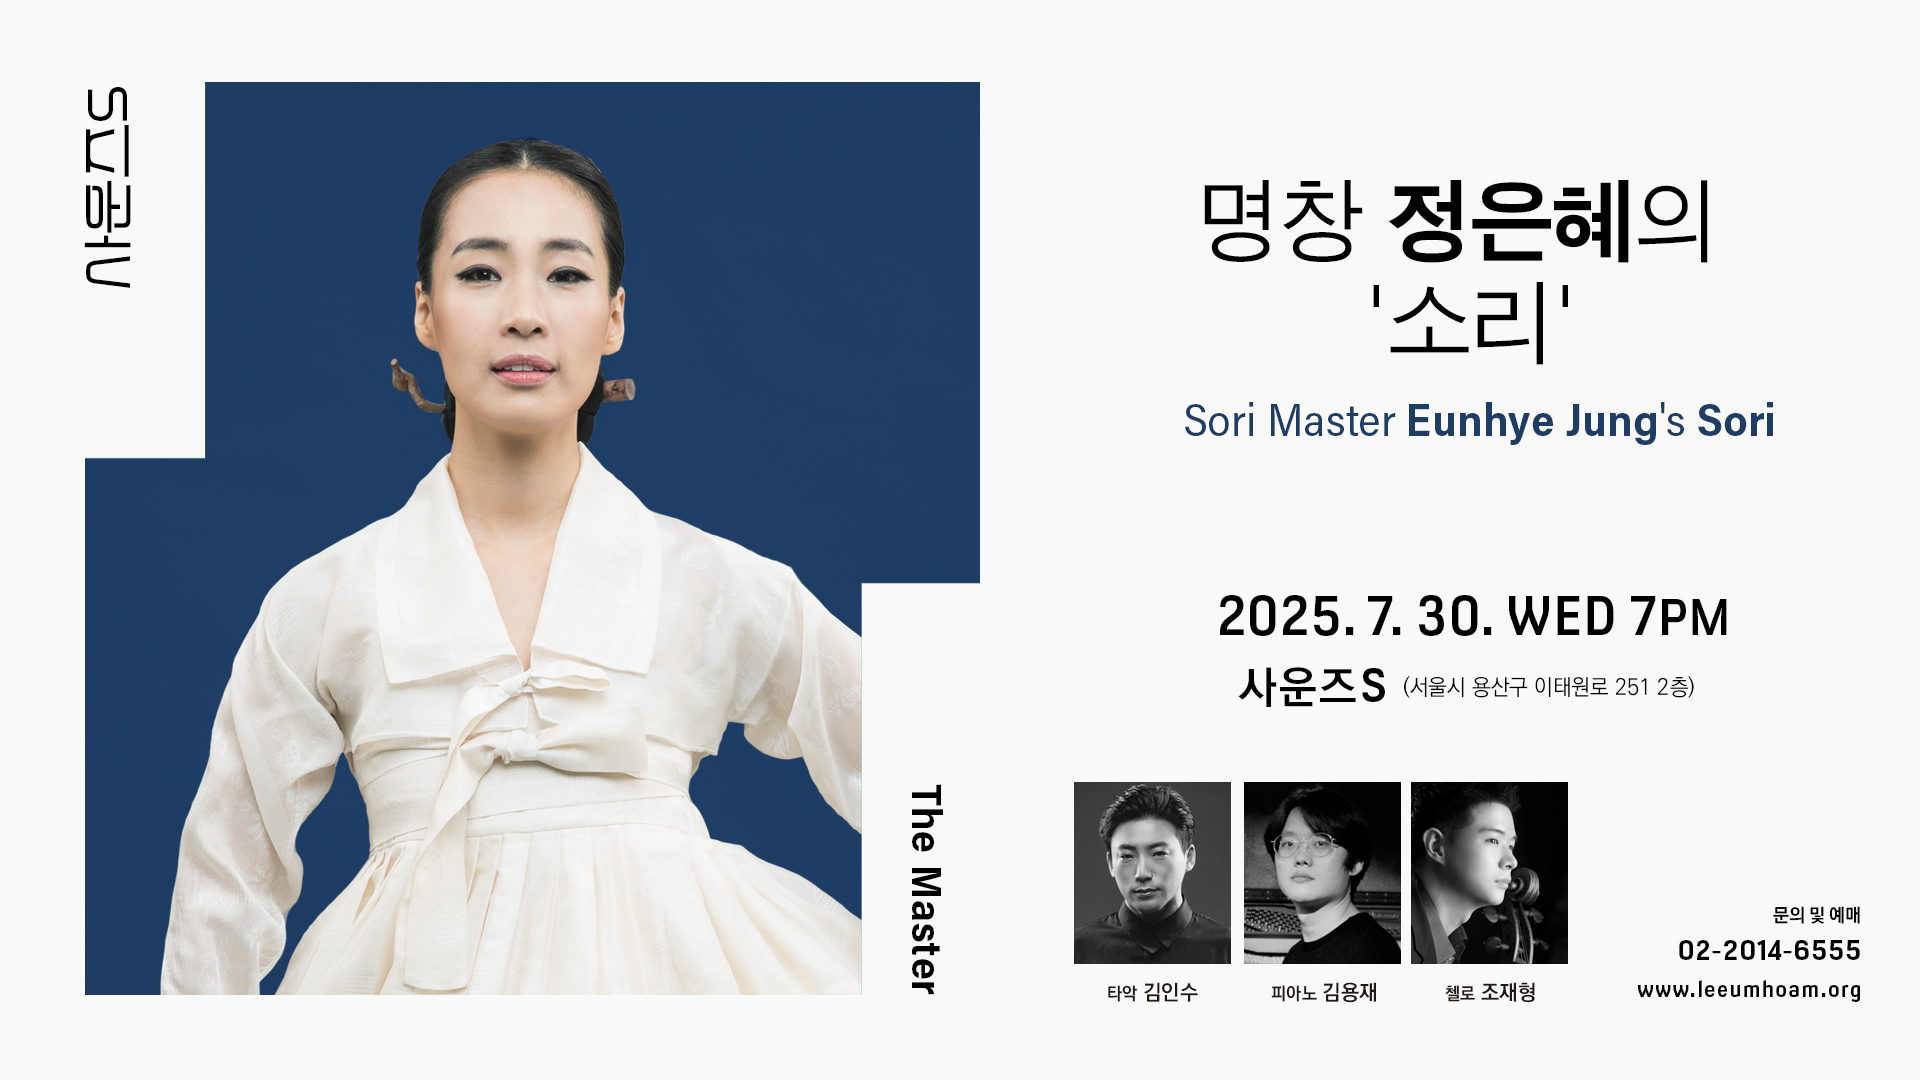 사운즈S
명창 정은혜의
'소리'
Sori Master Eunhye Jung's Sori
2025. 7. 30. WED 7PM
사운즈S (서울시 용산구 이태원로 251 2층)
The Master
타악 김인수
피아노 김용재
첼로 조재형
문의 및 예매
02-2014-6555
www.leeumhoam.org